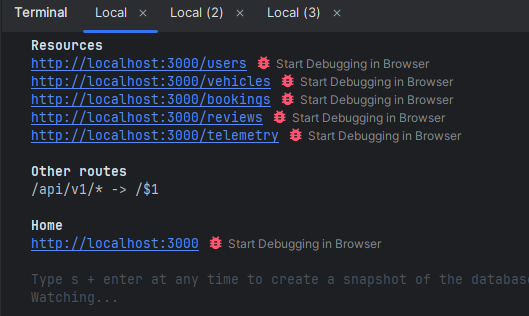 Terminal Local × Local (2) × Local (3) ×
Resources
http://localhost:3000/users Start Debugging in Browser
http://localhost:3000/vehicles Start Debugging in Browser
http://localhost:3000/bookings Start Debugging in Browser
http://localhost:3000/reviews Start Debugging in Browser
http://localhost:3000/telemetry Start Debugging in Browser
Other routes
/api/v1/* -> /$1
Home
http://localhost:3000 Start Debugging in Browser
Type s + enter at any time to create a snapshot of the database
Watching...